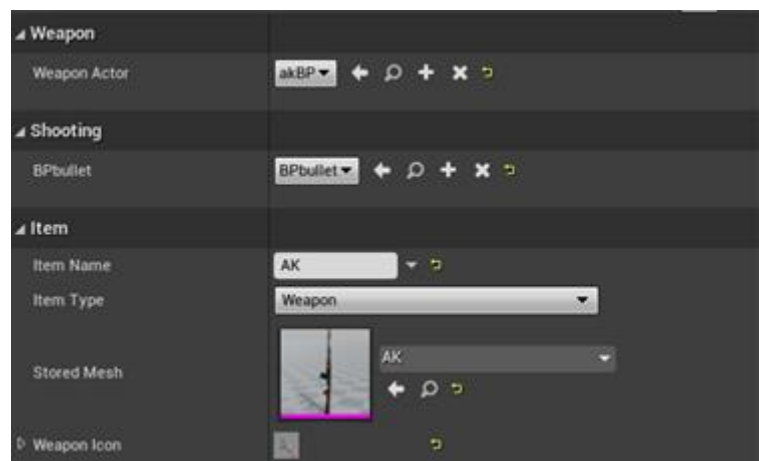 Weapon
Weapon Actor akBP
Shooting
BPbullet BPbullet
Item
Item Name AK
Item Type Weapon
AK
Stored Mesh
Weapon Icon